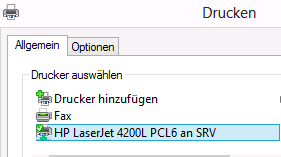 Drucken
Allgemein Optionen
Drucker auswählen
Drucker hinzufügen
Fax
HP LaserJet 4200L PCL6 an SRV